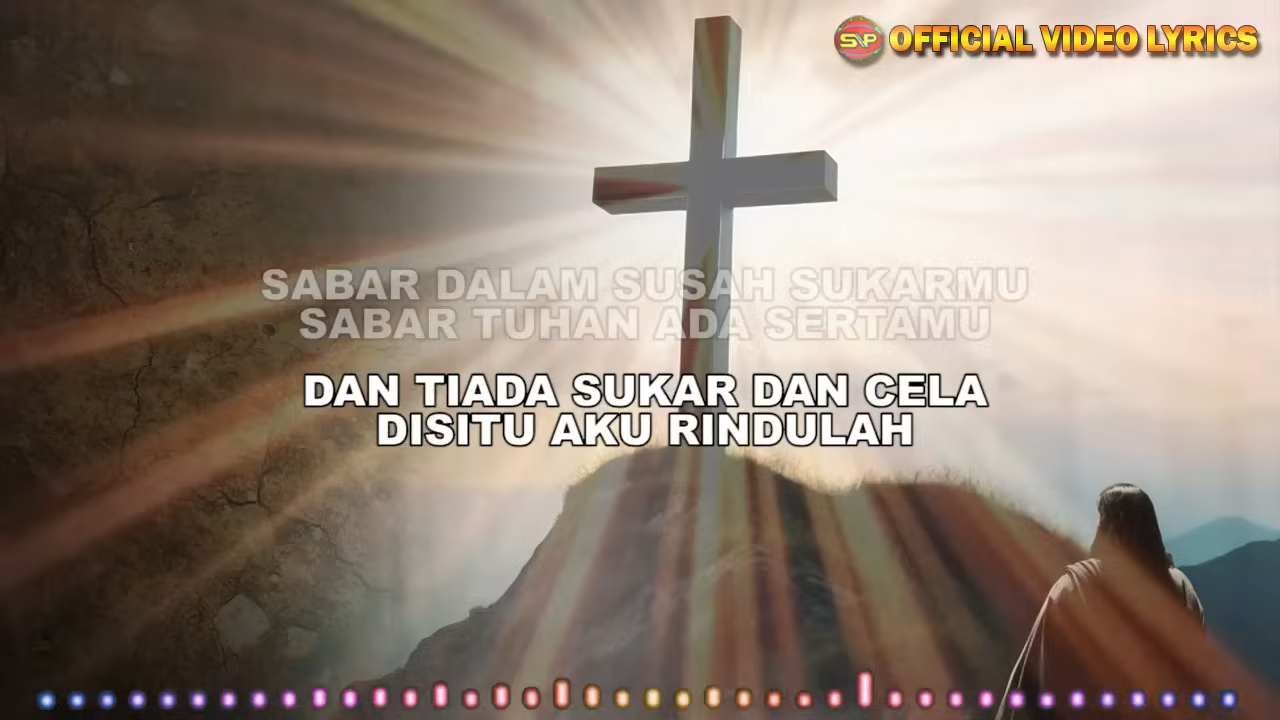 SNP OFFICIAL VIDEO LYRICS
SABAR DALAM SUSAH SUKARMU
SABAR TUHAN ADA SERTAMU
DAN TIADA SUKAR DAN CELA
DISITU AKU RINDULAH